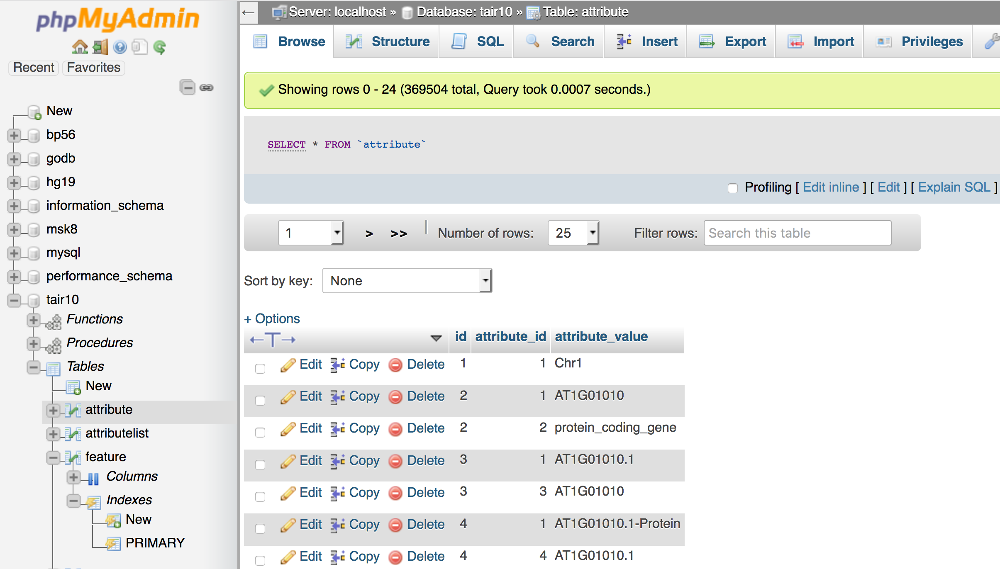 phpMyAdmin
Recent Favorites
New
bp56
godb
hg19
information_schema
msk8
mysql
performance_schema
tair10
Functions
Procedures
Tables
New
attribute
attributelist
feature
Columns
Indexes
New
PRIMARY
← Server: localhost » Database: tair10 » Table: attribute
Browse Structure SQL Search Insert Export Import Privileges
Showing rows 0 - 24 (369504 total, Query took 0.0007 seconds.)
SELECT * FROM `attribute`
Profiling [ Edit inline ] [ Edit ] [ Explain SQL ]
1 > >> | Number of rows: 25 Filter rows: Search this table
Sort by key: None
+ Options
←T→ id attribute_id attribute_value
Edit Copy Delete 1 1 Chr1
Edit Copy Delete 2 1 AT1G01010
Edit Copy Delete 2 2 protein_coding_gene
Edit Copy Delete 3 1 AT1G01010.1
Edit Copy Delete 3 3 AT1G01010
Edit Copy Delete 4 1 AT1G01010.1-Protein
Edit Copy Delete 4 4 AT1G01010.1